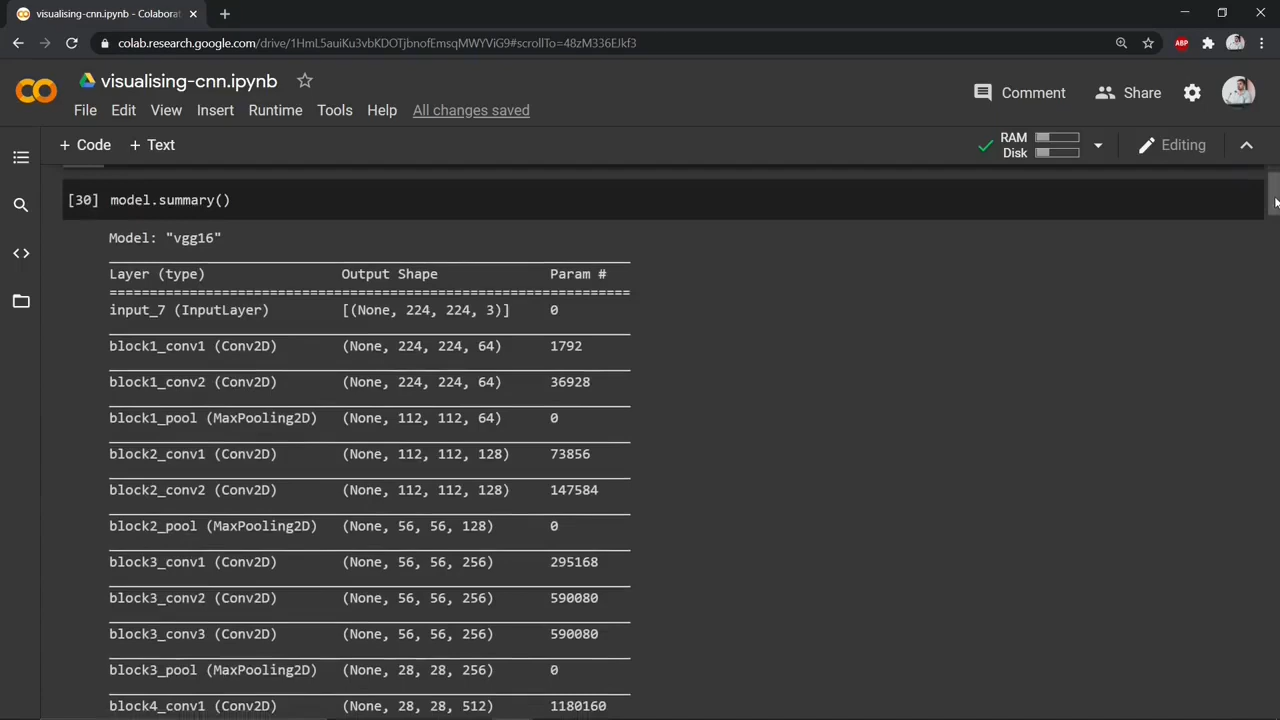 visualising-cnn.ipynb - Colaborat
colab.research.google.com/drive/1HmL5auiKu3vbKDOTjbnofEmsqMWYViG9#scrollTo=48zM336EJkf3
ABP
visualising-cnn.ipynb
Comment
Share
File Edit View Insert Runtime Tools Help All changes saved
+ Code + Text
RAM
Disk
Editing
[30] model.summary()
Model: "vgg16"
Layer (type) Output Shape Param #
=================================================================
input_7 (InputLayer) [(None, 224, 224, 3)] 0
block1_conv1 (Conv2D) (None, 224, 224, 64) 1792
block1_conv2 (Conv2D) (None, 224, 224, 64) 36928
block1_pool (MaxPooling2D) (None, 112, 112, 64) 0
block2_conv1 (Conv2D) (None, 112, 112, 128) 73856
block2_conv2 (Conv2D) (None, 112, 112, 128) 147584
block2_pool (MaxPooling2D) (None, 56, 56, 128) 0
block3_conv1 (Conv2D) (None, 56, 56, 256) 295168
block3_conv2 (Conv2D) (None, 56, 56, 256) 590080
block3_conv3 (Conv2D) (None, 56, 56, 256) 590080
block3_pool (MaxPooling2D) (None, 28, 28, 256) 0
block4_conv1 (Conv2D) (None, 28, 28, 512) 1180160